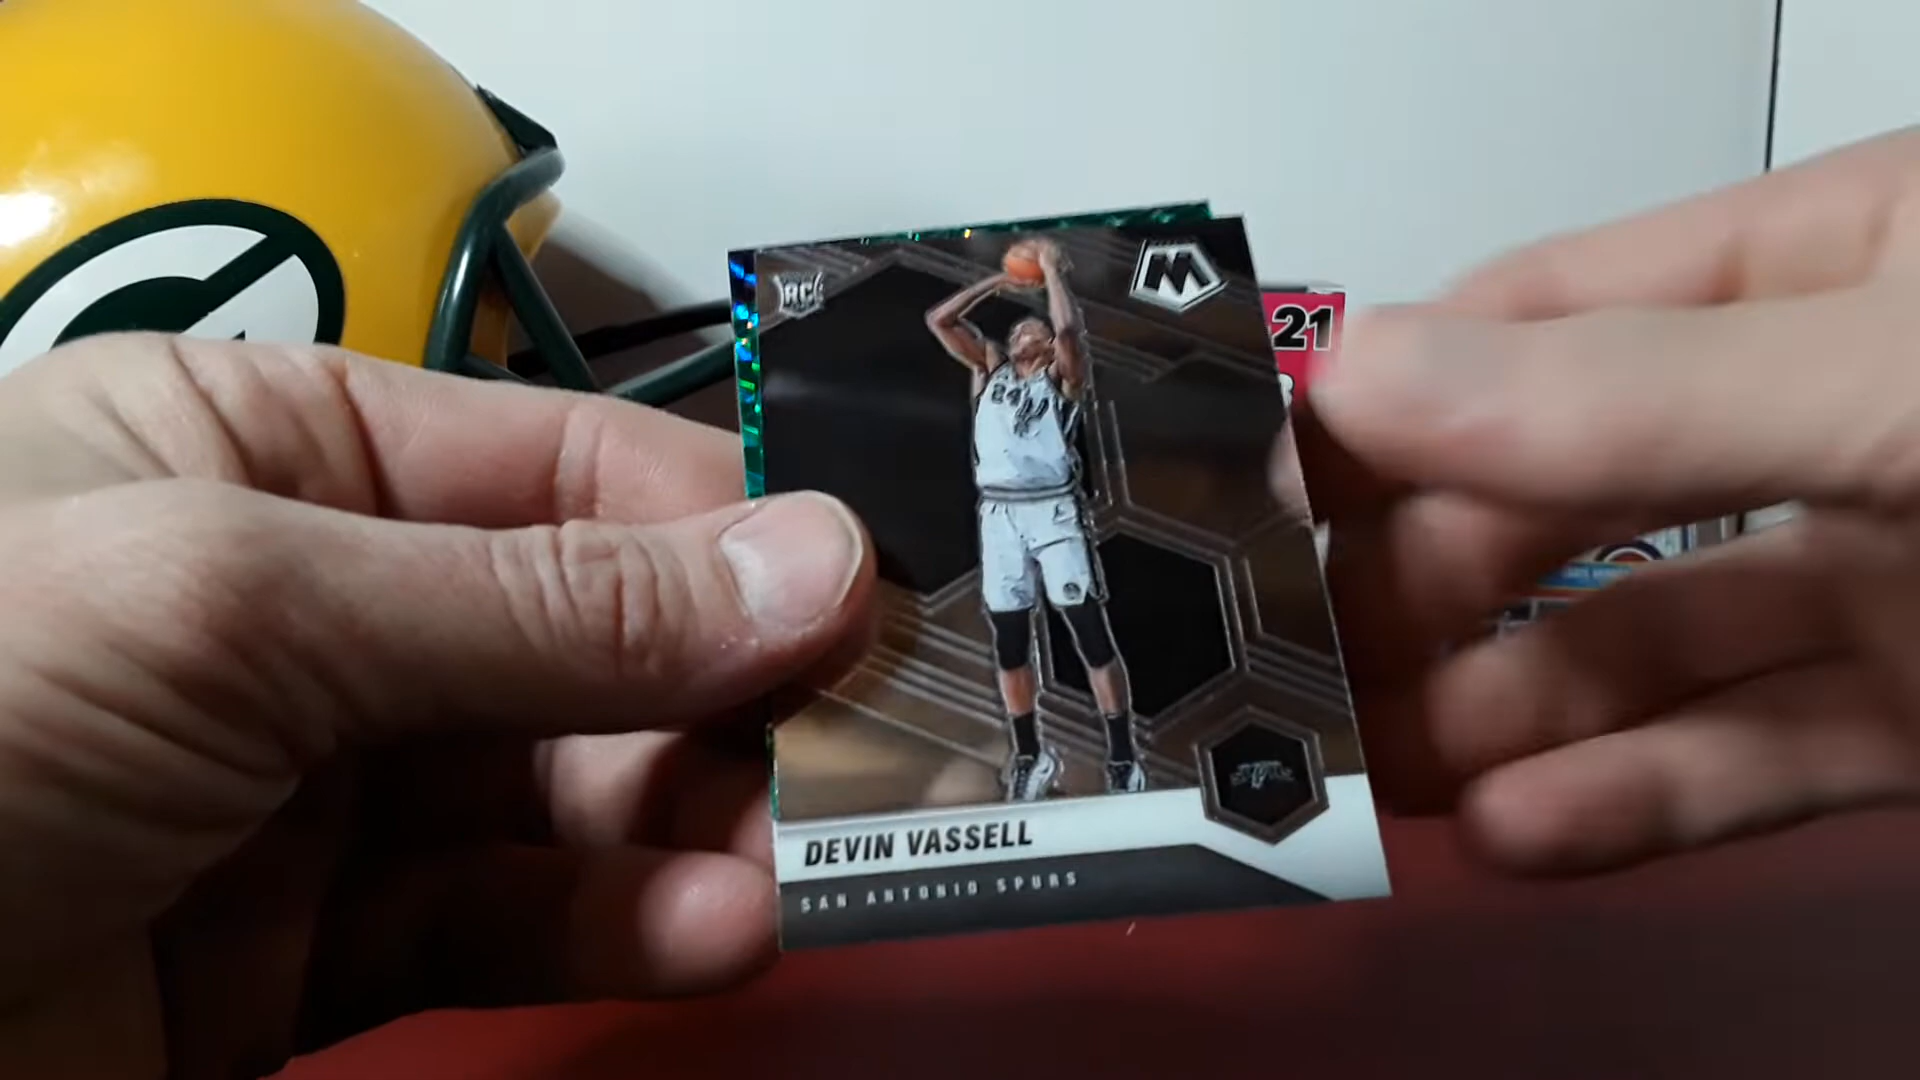 RC
M
21
24
DEVIN VASSELL
SAN ANTONIO SPURS